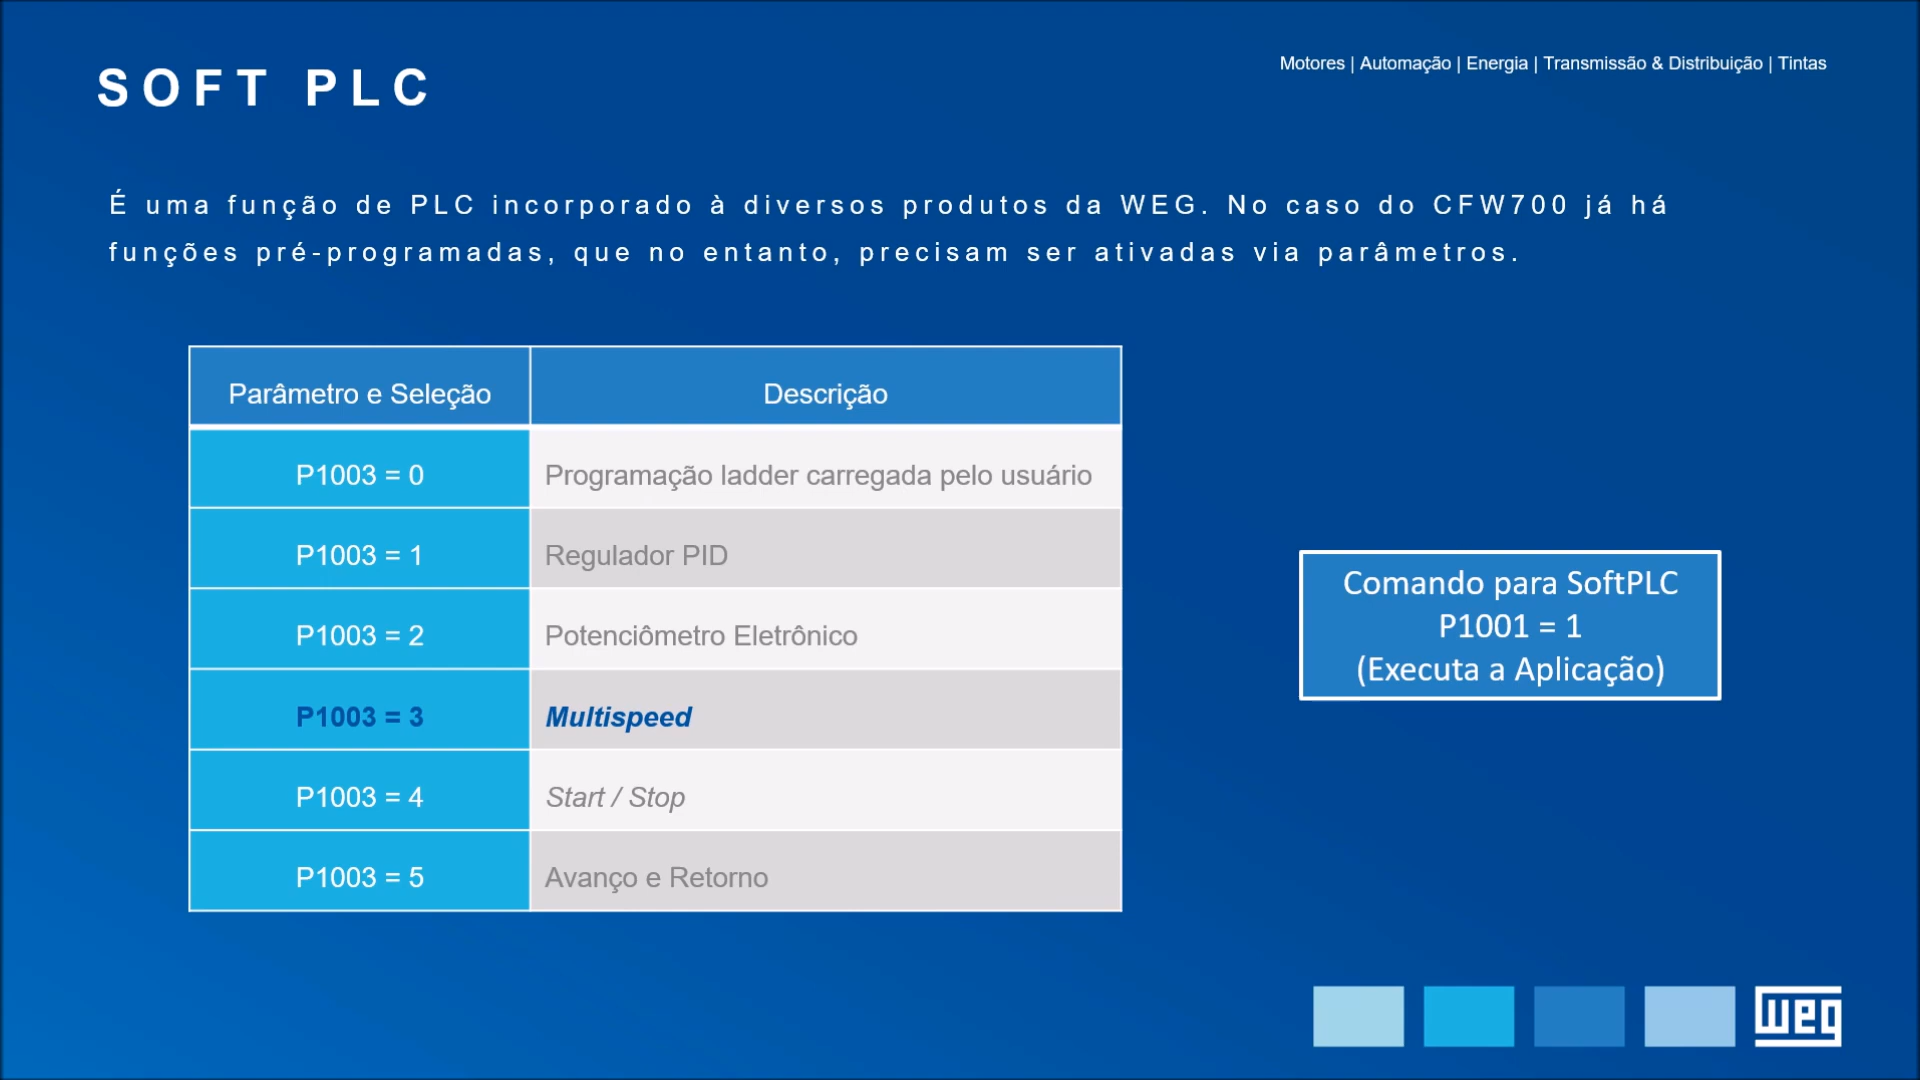 SOFT PLC
Motores | Automação | Energia | Transmissão & Distribuição | Tintas
É uma função de PLC incorporado à diversos produtos da WEG. No caso do CFW700 já há
funções pré-programadas, que no entanto, precisam ser ativadas via parâmetros.
Parâmetro e Seleção Descrição
P1003 = 0 Programação ladder carregada pelo usuário
P1003 = 1 Regulador PID
P1003 = 2 Potenciômetro Eletrônico
P1003 = 3 Multispeed
P1003 = 4 Start / Stop
P1003 = 5 Avanço e Retorno
Comando para SoftPLC
P1001 = 1
(Executa a Aplicação)
weg